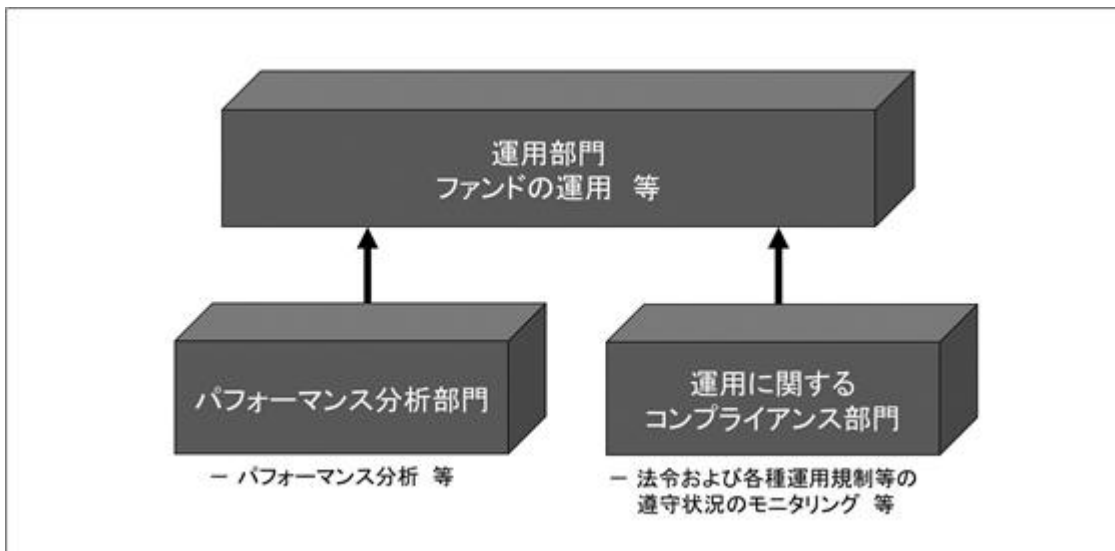 運用部門
ファンドの運用 等
パフォーマンス分析部門
− パフォーマンス分析 等
運用に関する
コンプライアンス部門
− 法令および各種運用規制等の
遵守状況のモニタリング 等